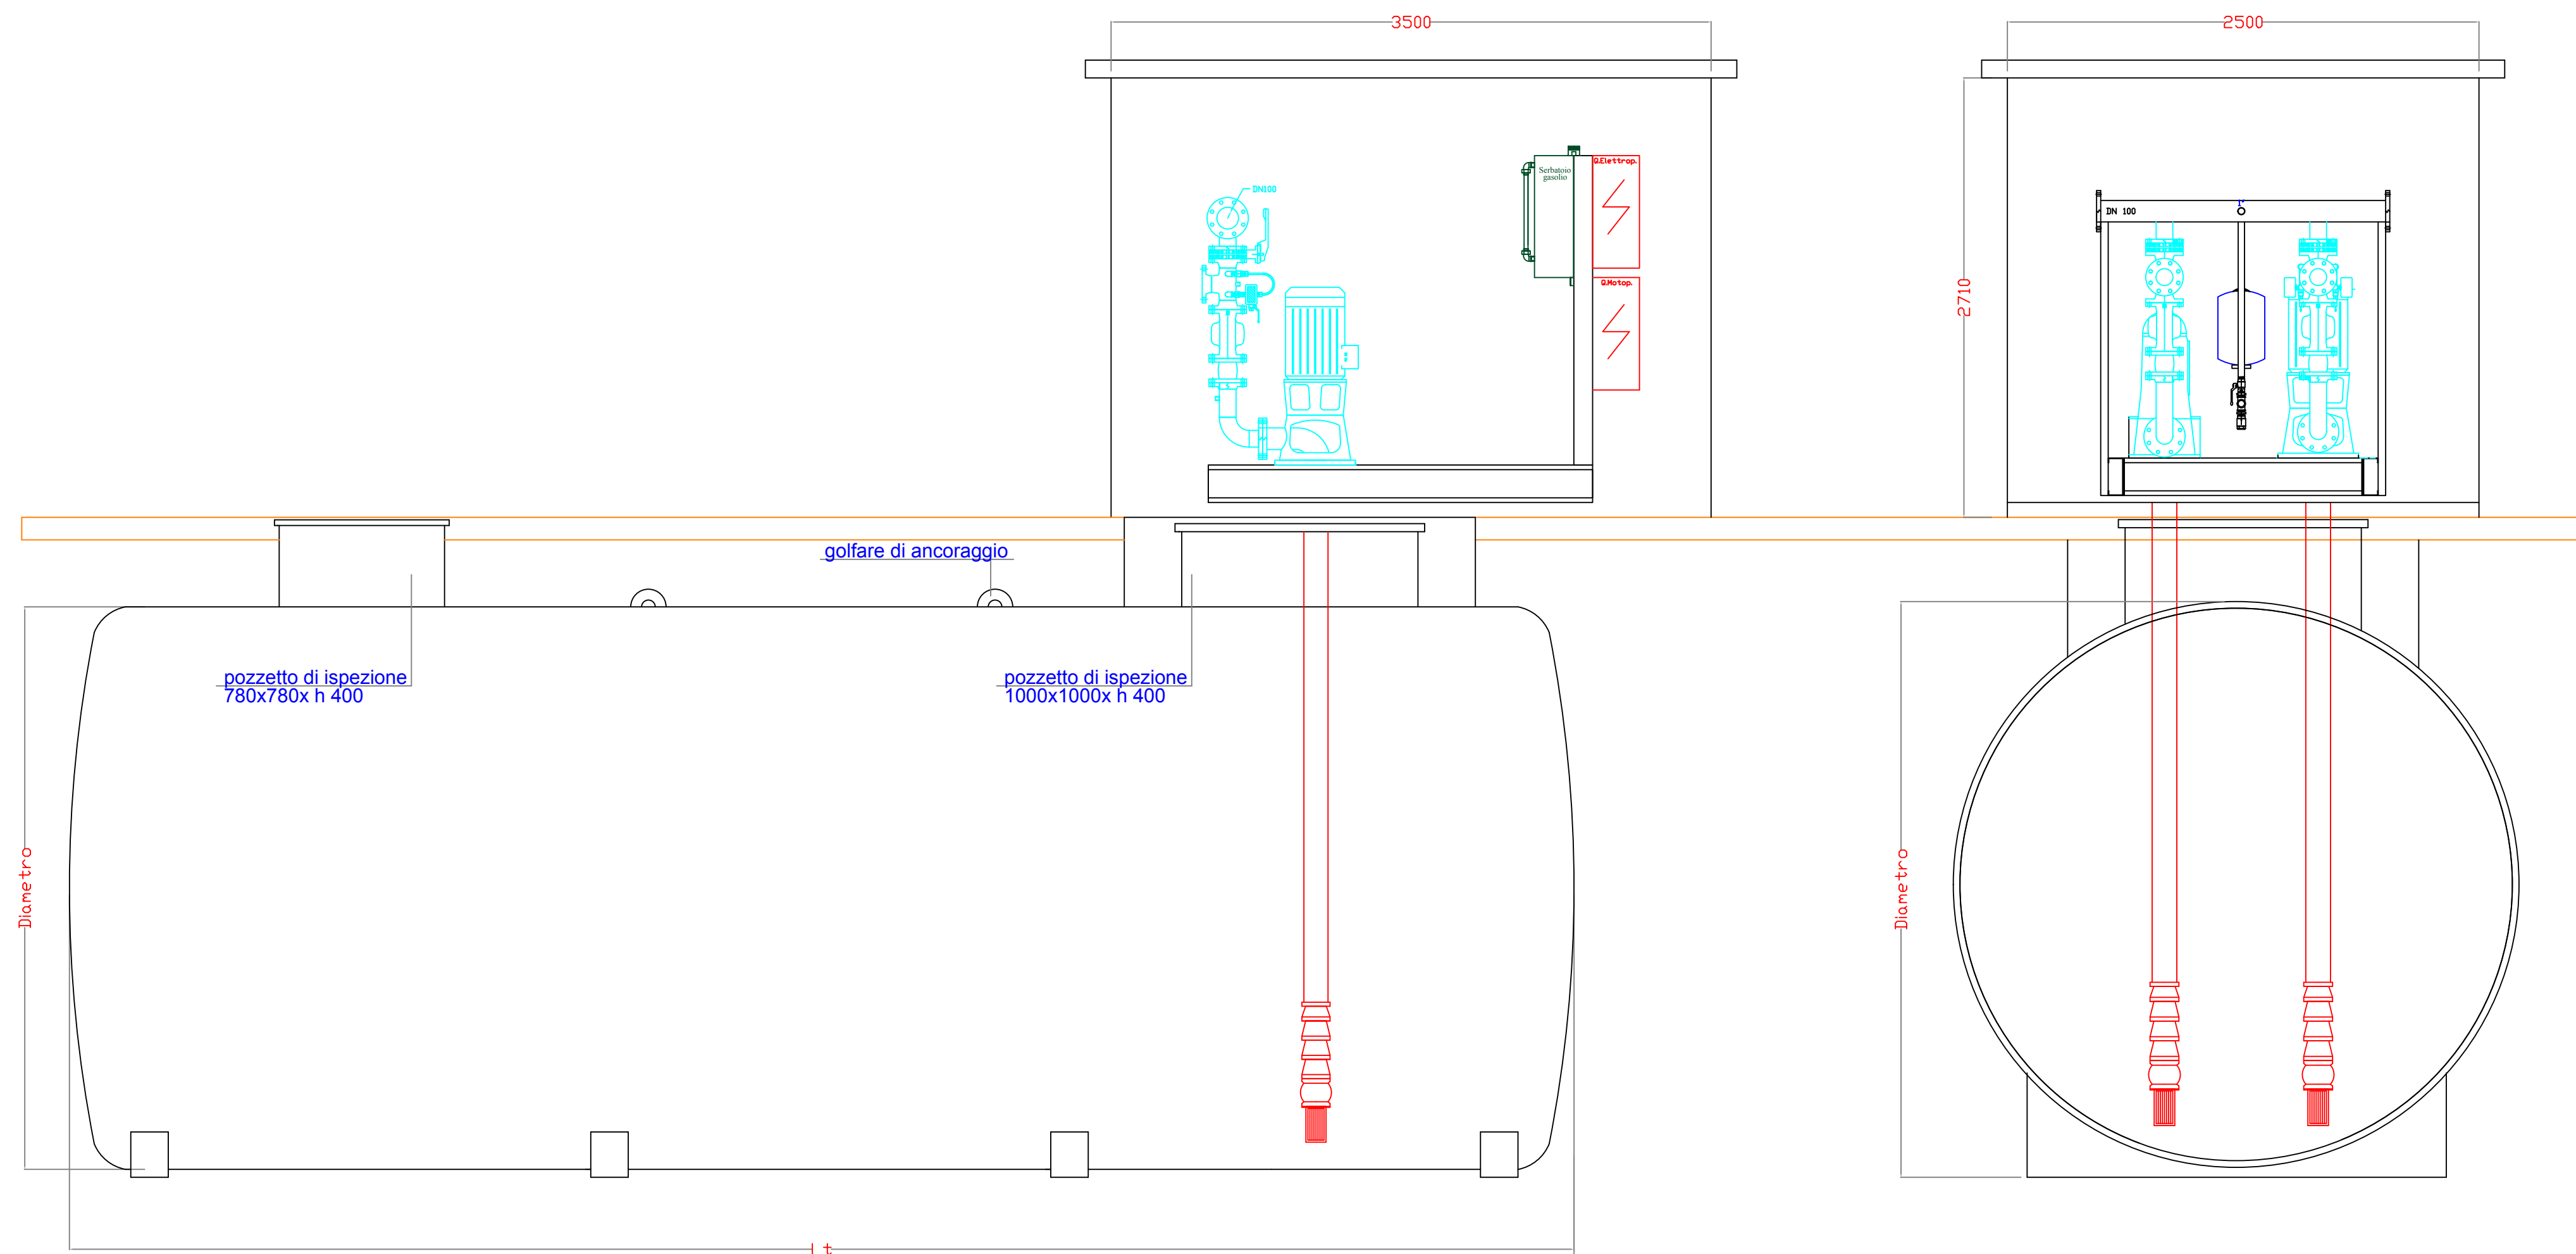 3500
2500
Q.Elettrop.
Serbatoio
gasolio
DN100
1"
DN 100
Q.Motop.
2710
golfare di ancoraggio
pozzetto di ispezione
780x780x h 400
pozzetto di ispezione
1000x1000x h 400
Diametro
Diametro
Lt